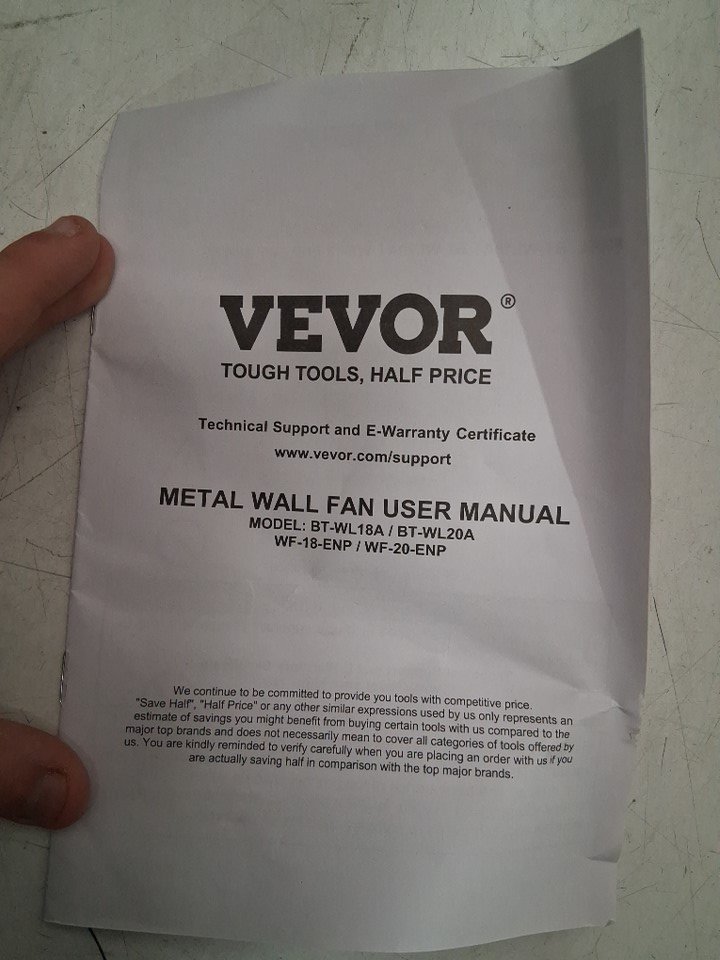 VEVOR®
TOUGH TOOLS, HALF PRICE
Technical Support and E-Warranty Certificate
www.vevor.com/support
METAL WALL FAN USER MANUAL
MODEL: BT-WL18A / BT-WL20A
WF-18-ENP / WF-20-ENP
We continue to be committed to provide you tools with competitive price.
"Save Half", "Half Price" or any other similar expressions used by us only represents an
estimate of savings you might benefit from buying certain tools with us compared to the
major top brands and does not necessarily mean to cover all categories of tools offered by
us. You are kindly reminded to verify carefully when you are placing an order with us if you
are actually saving half in comparison with the top major brands.